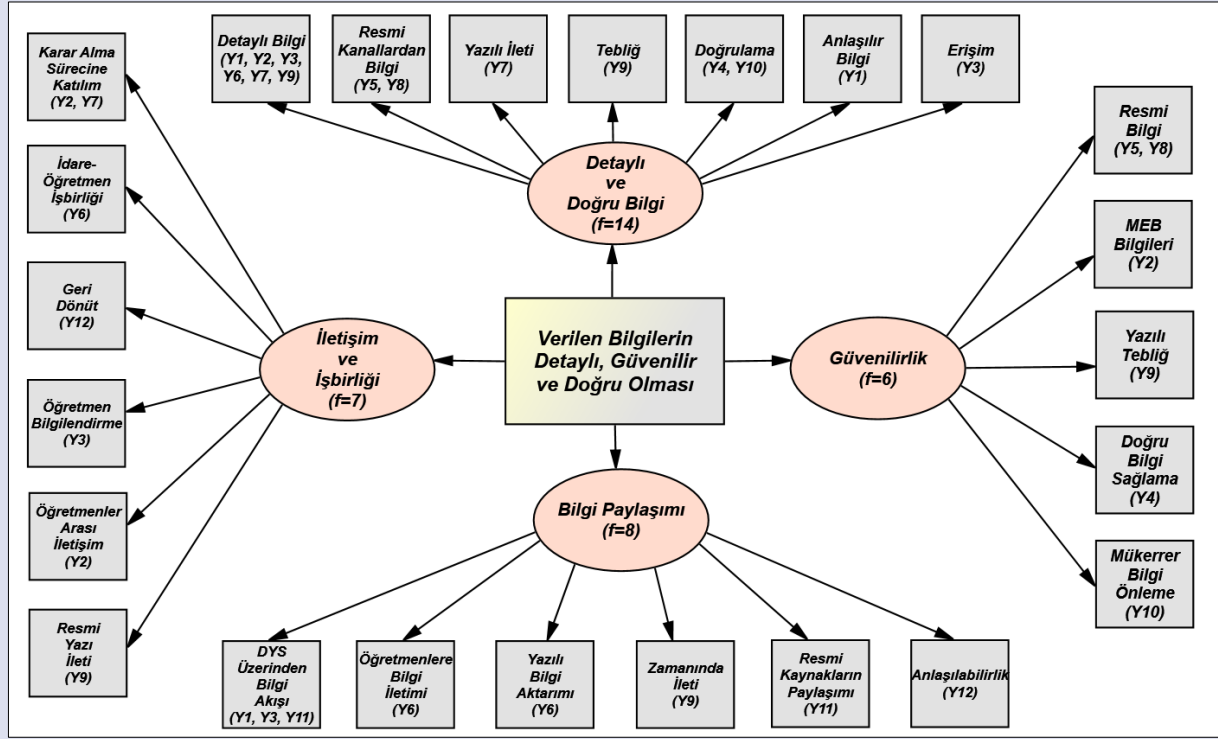 Karar Alma
Sürecine
Katılım
(Y2, Y7)
İdare-
Öğretmen
İşbirliği
(Y6)
Geri
Dönüt
(Y12)
Öğretmen
Bilgilendirme
(Y3)
Öğretmenler
Arası
İletişim
(Y2)
Resmi
Yazı
İleti
(Y9)
Detaylı Bilgi
(Y1, Y2, Y3,
Y6, Y7, Y9)
Resmi
Kanallardan
Bilgi
(Y5, Y8)
Yazılı İleti
(Y7)
Tebliğ
(Y9)
Doğrulama
(Y4, Y10)
Anlaşılır
Bilgi
(Y1)
Erişim
(Y3)
Detaylı
ve
Doğru Bilgi
(f=14)
İletişim
ve
İşbirliği
(f=7)
Verilen Bilgilerin
Detaylı, Güvenilir
ve Doğru Olması
Güvenilirlik
(f=6)
Bilgi Paylaşımı
(f=8)
Resmi
Bilgi
(Y5, Y8)
MEB
Bilgileri
(Y2)
Yazılı
Tebliğ
(Y9)
Doğru
Bilgi
Sağlama
(Y4)
Mükerrer
Bilgi
Önleme
(Y10)
DYS
Üzerinden
Bilgi
Akışı
(Y1, Y3, Y11)
Öğretmenlere
Bilgi
İletimi
(Y6)
Yazılı
Bilgi
Aktarımı
(Y6)
Zamanında
İleti
(Y9)
Resmi
Kaynakların
Paylaşımı
(Y11)
Anlaşılabilirlik
(Y12)